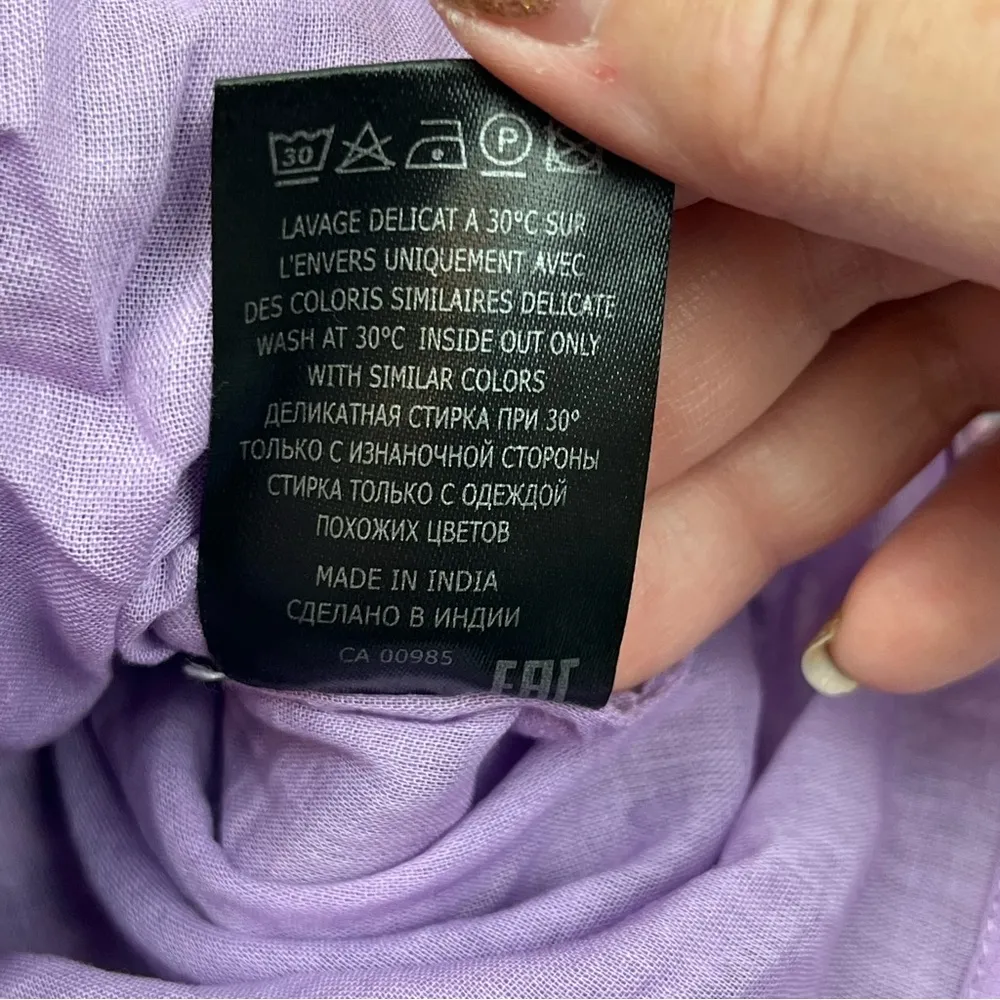 30 P
LAVAGE DELICAT A 30°C SUR
L'ENVERS UNIQUEMENT AVEC
DES COLORIS SIMILAIRES DELICATE
WASH AT 30°C INSIDE OUT ONLY
WITH SIMILAR COLORS
ДЕЛИКАТНАЯ СТИРКА ПРИ 30°
ТОЛЬКО С ИЗНАНОЧНОЙ СТОРОНЫ
СТИРКА ТОЛЬКО С ОДЕЖДОЙ
ПОХОЖИХ ЦВЕТОВ
MADE IN INDIA
СДЕЛАНО В ИНДИИ
CA 00985
EAC